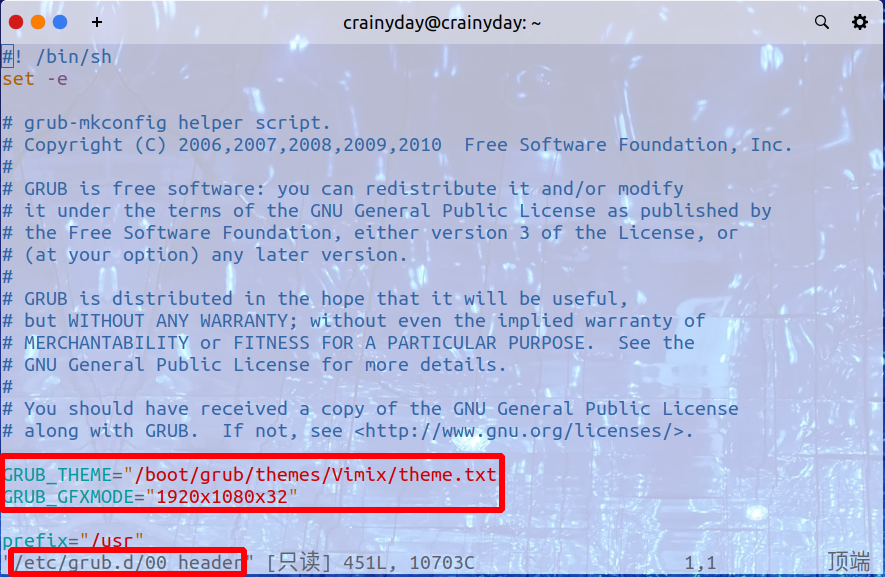 + crainyday@crainyday: ~
#! /bin/sh
set -e
# grub-mkconfig helper script.
# Copyright (C) 2006,2007,2008,2009,2010  Free Software Foundation, Inc.
#
# GRUB is free software: you can redistribute it and/or modify
# it under the terms of the GNU General Public License as published by
# the Free Software Foundation, either version 3 of the License, or
# (at your option) any later version.
#
# GRUB is distributed in the hope that it will be useful,
# but WITHOUT ANY WARRANTY; without even the implied warranty of
# MERCHANTABILITY or FITNESS FOR A PARTICULAR PURPOSE.  See the
# GNU General Public License for more details.
#
# You should have received a copy of the GNU General Public License
# along with GRUB.  If not, see <http://www.gnu.org/licenses/>.
GRUB_THEME="/boot/grub/themes/Vimix/theme.txt
GRUB_GFXMODE="1920x1080x32"
prefix="/usr"
"/etc/grub.d/00_header" [只读] 451L, 10703C 1,1 顶端